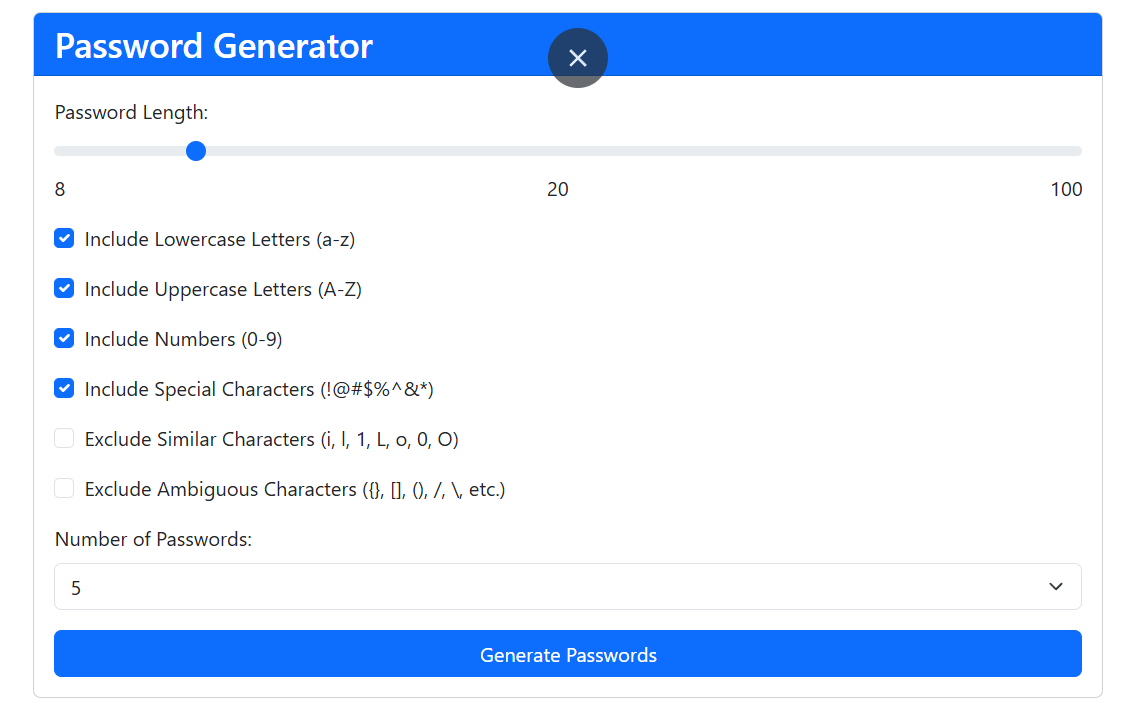 Password Generator
Password Length:
8 20 100
Include Lowercase Letters (a-z)
Include Uppercase Letters (A-Z)
Include Numbers (0-9)
Include Special Characters (!@#$%^&*)
Exclude Similar Characters (i, l, 1, L, o, 0, O)
Exclude Ambiguous Characters ({}, [], (), /, \, etc.)
Number of Passwords:
5
Generate Passwords